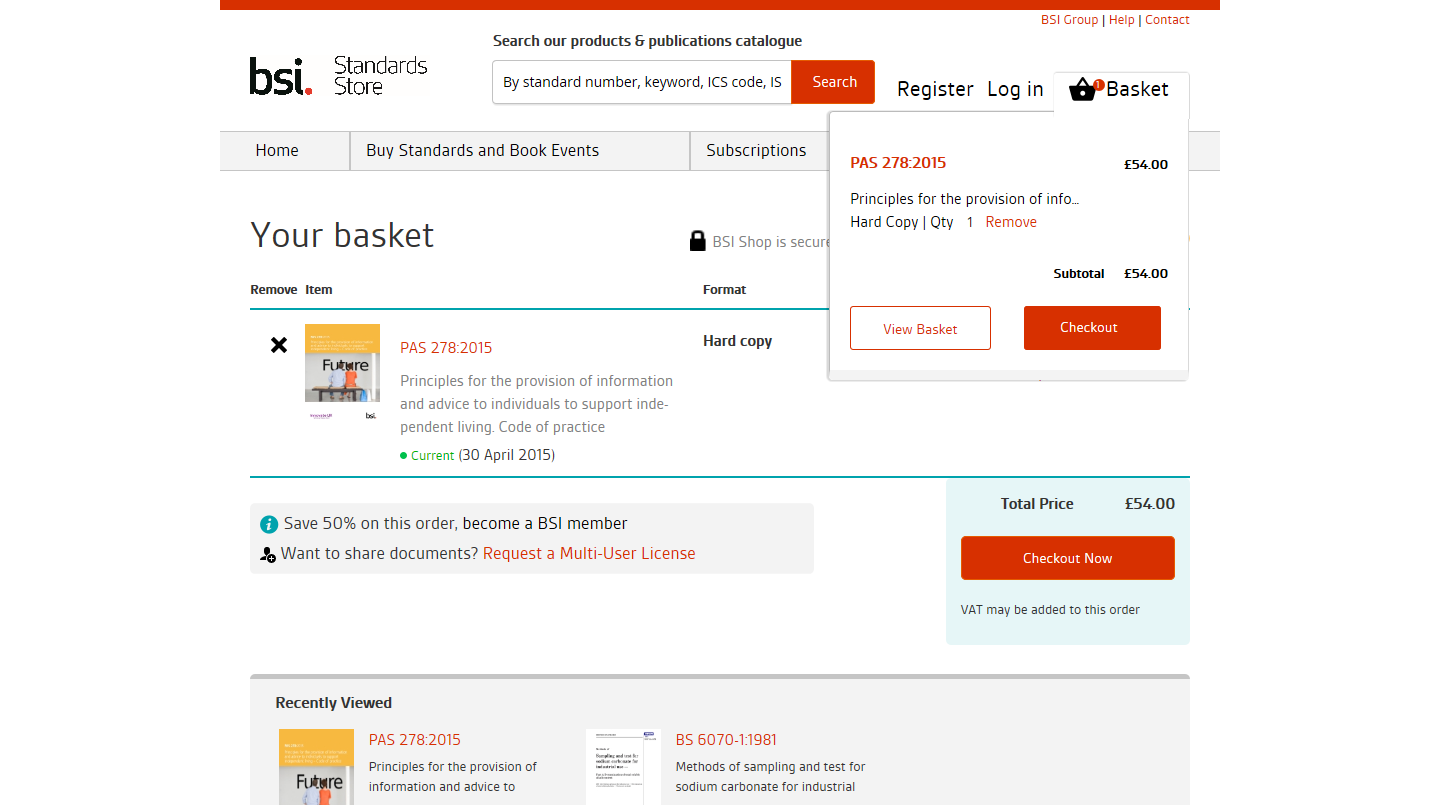 BSI Group | Help | Contact
bsi. Standards Store
Search our products & publications catalogue
By standard number, keyword, ICS code, IS
Search
Register
Log in
1
Basket
Home
Buy Standards and Book Events
Subscriptions
PAS 278:2015
£54.00
Principles for the provision of info...
Hard Copy | Qty 1 Remove
Subtotal £54.00
View Basket
Checkout
Your basket
BSI Shop is secure
Remove Item
Format
Future
bsi.
PAS 278:2015
Principles for the provision of information
and advice to individuals to support inde-
pendent living. Code of practice
Current (30 April 2015)
Hard copy
Save 50% on this order, become a BSI member
Want to share documents? Request a Multi-User License
Total Price £54.00
Checkout Now
VAT may be added to this order
Recently Viewed
Future
PAS 278:2015
Principles for the provision of
information and advice to
Sampling and test for
sodium carbonate for
industrial use —
BS 6070-1:1981
Methods of sampling and test for
sodium carbonate for industrial